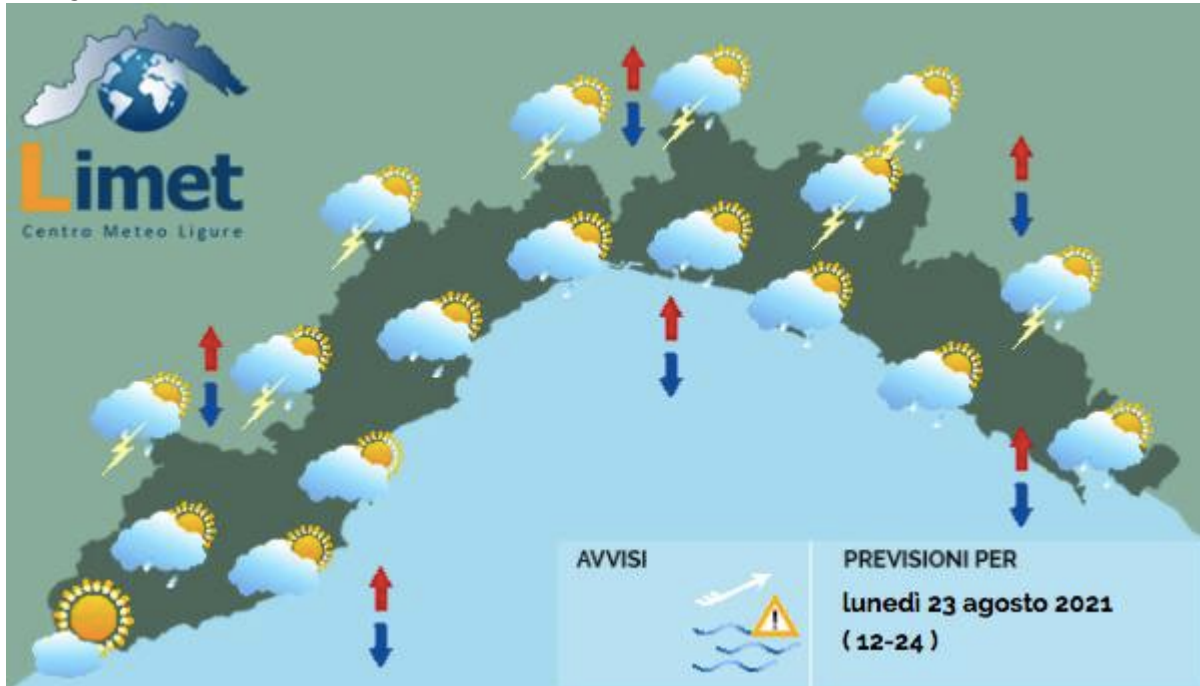 Limet
Centro Meteo Ligure
AVVISI
PREVISIONI PER
lunedì 23 agosto 2021
( 12-24 )